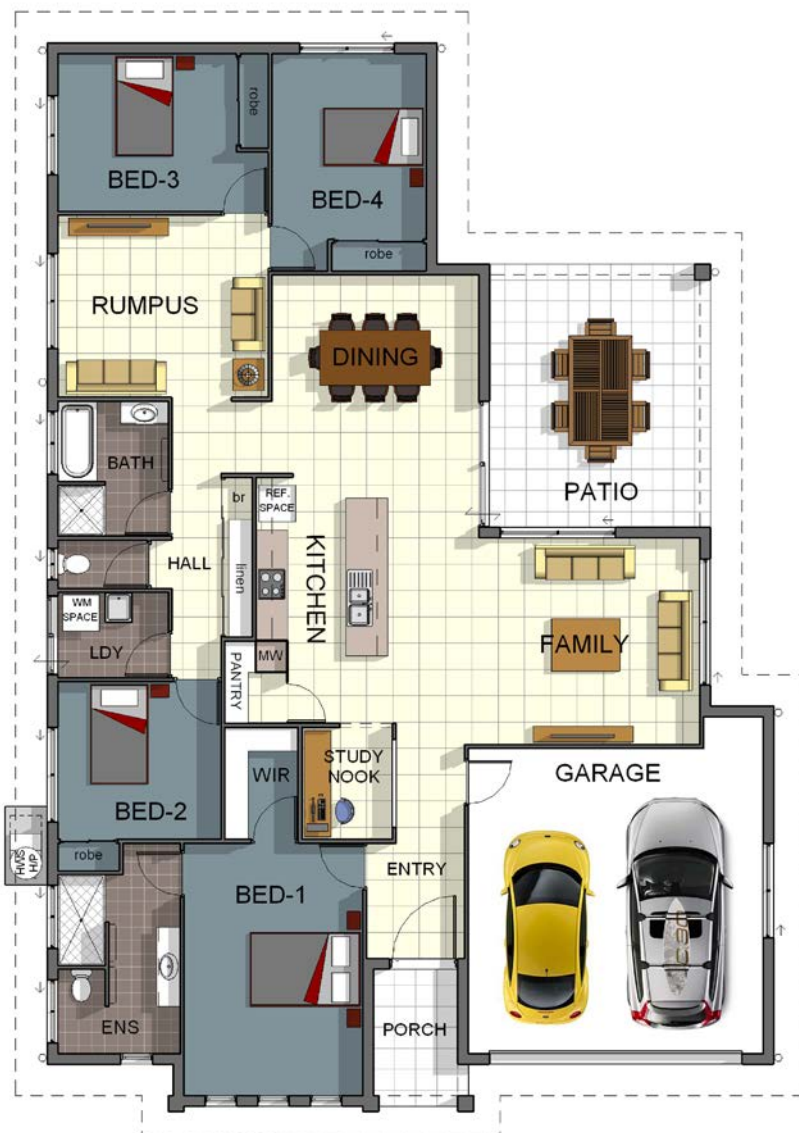 robe
BED-3
BED-4
robe
RUMPUS
DINING
BATH
PATIO
br
REF.
SPACE
KITCHEN
HALL
linen
WM
SPACE
LDY
FAMILY
PANTRY
MW
WIR
STUDY
NOOK
GARAGE
BED-2
robe
HWS
H/P
ENTRY
BED-1
ENS
PORCH